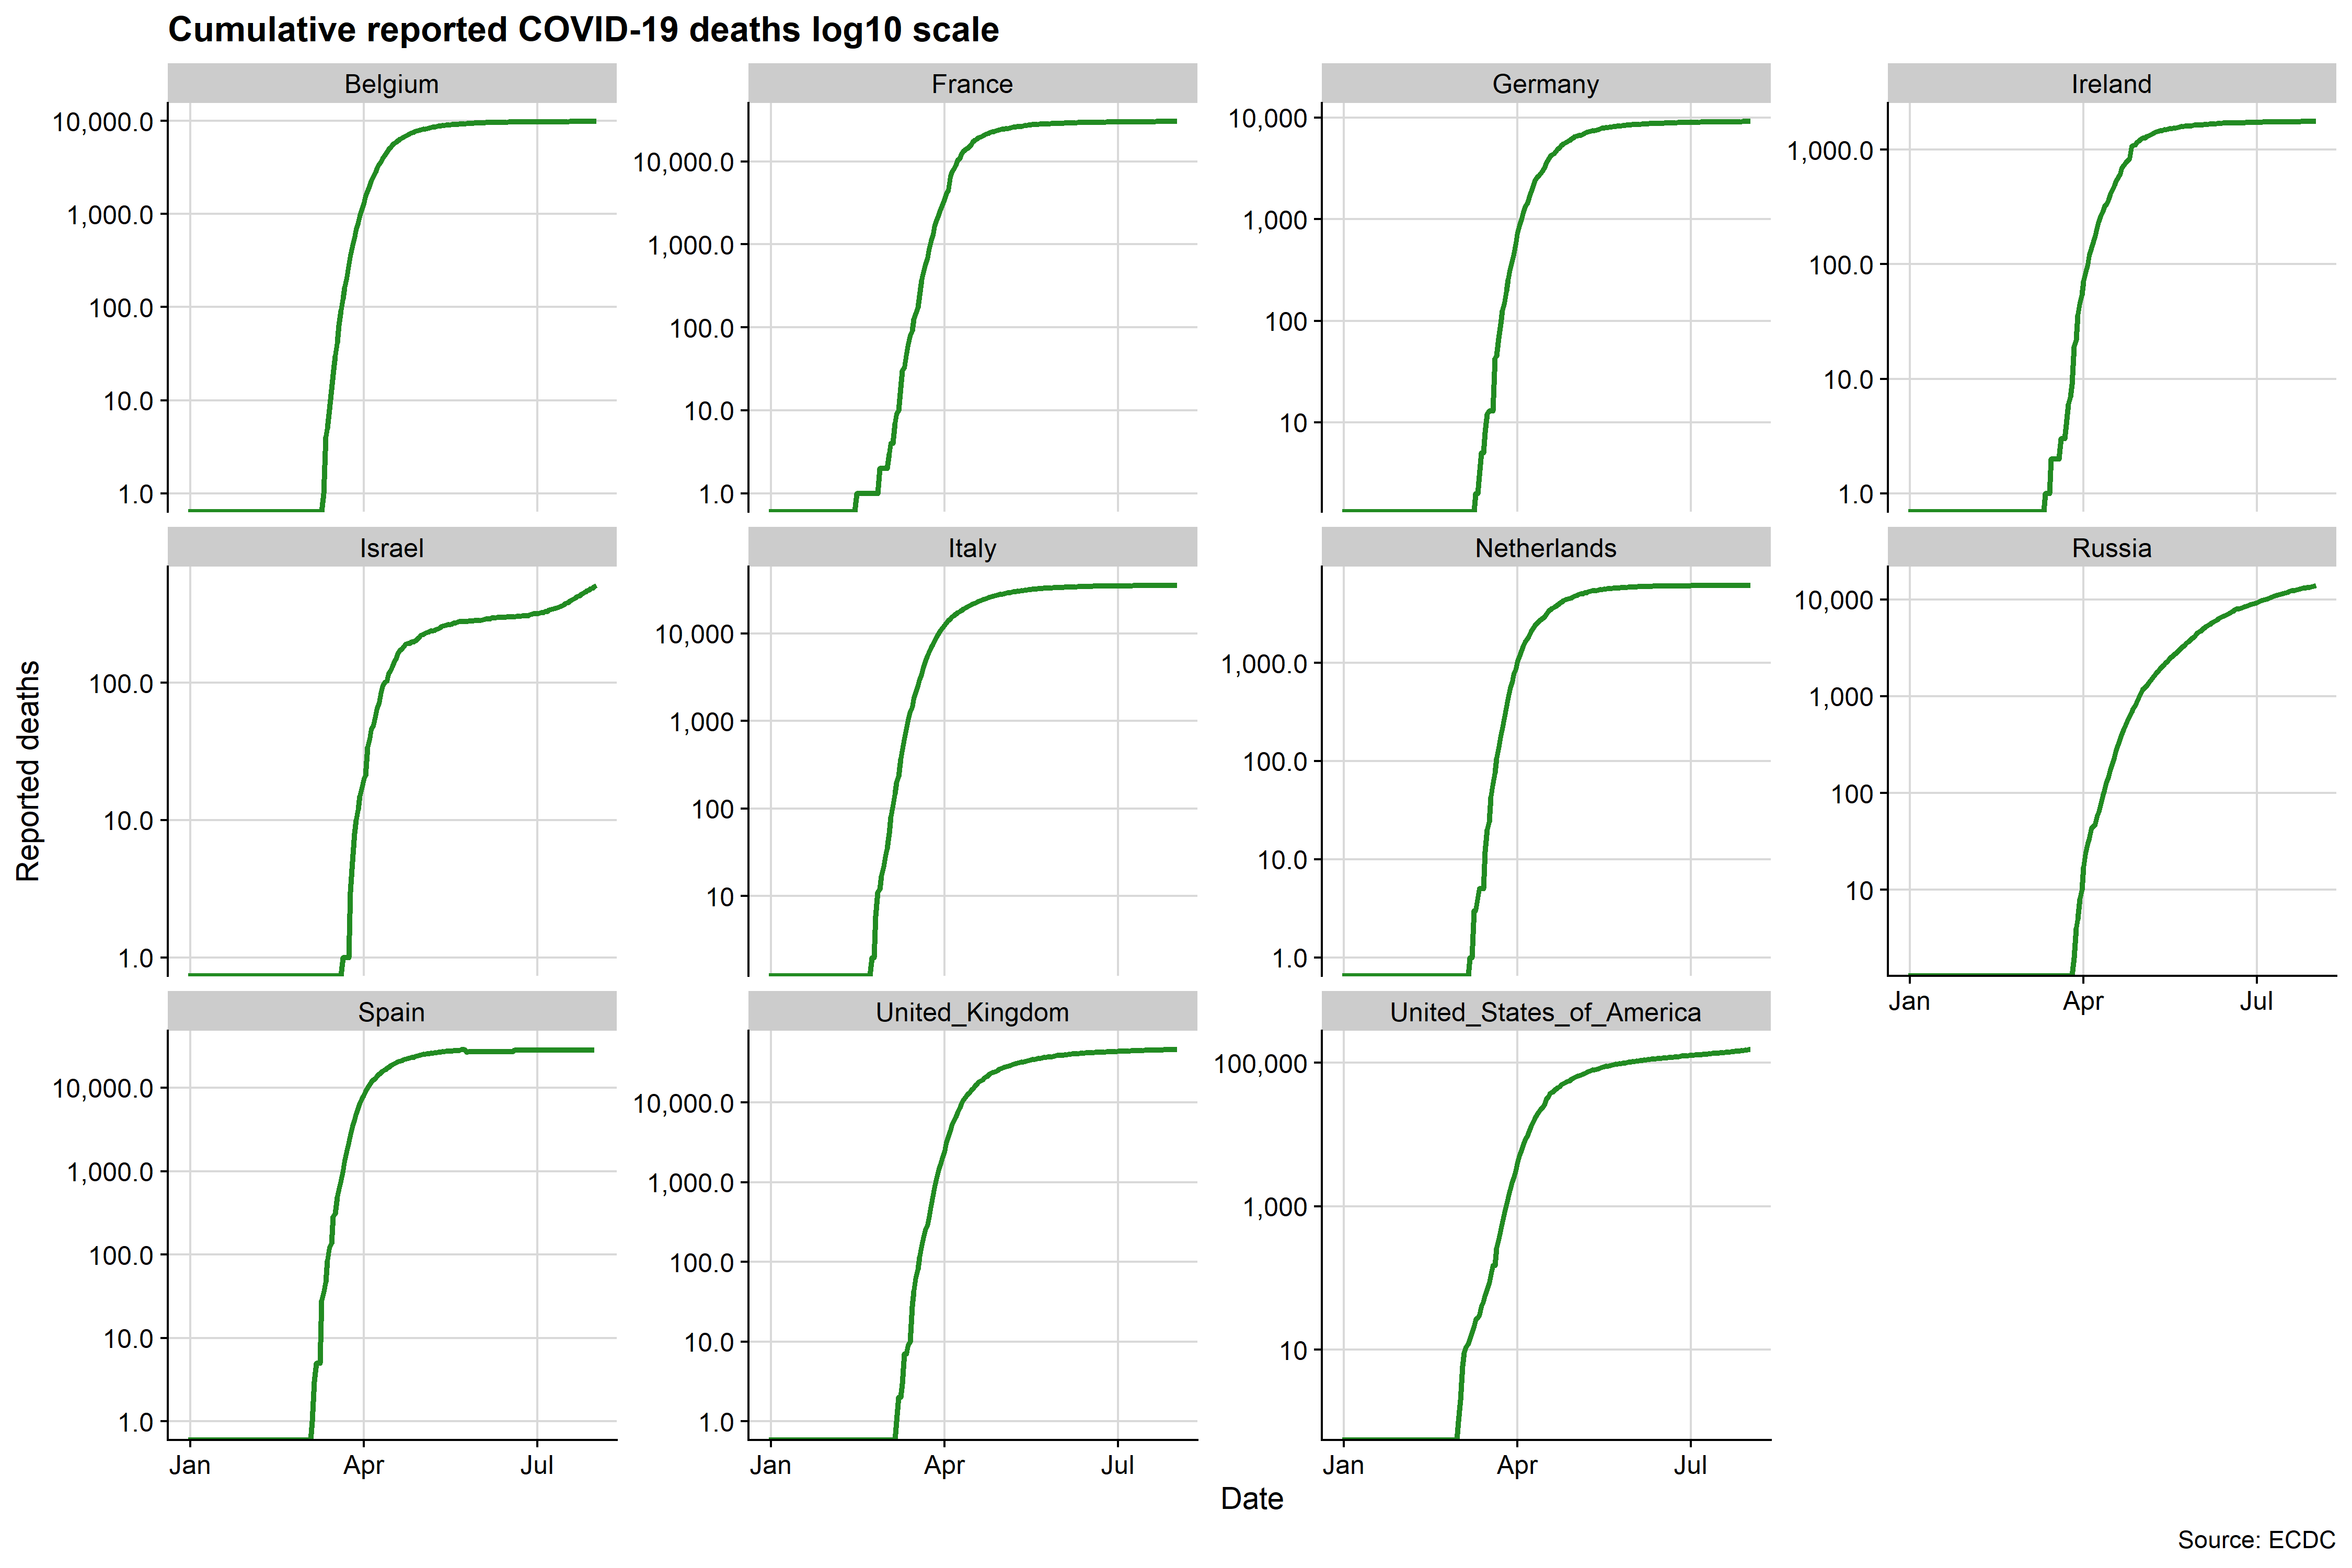 Cumulative reported COVID-19 deaths log10 scale
Belgium
France
Germany
Ireland
10,000.0
1,000.0
100.0
10.0
1.0
10,000.0
1,000.0
100.0
10.0
1.0
10,000
1,000
100
10
1,000.0
100.0
10.0
1.0
Israel
Italy
Netherlands
Russia
100.0
10.0
1.0
10,000
1,000
100
10
1,000.0
100.0
10.0
1.0
10,000
1,000
100
10
Jan
Apr
Jul
Spain
United_Kingdom
United_States_of_America
10,000.0
1,000.0
100.0
10.0
1.0
10,000.0
1,000.0
100.0
10.0
1.0
100,000
1,000
10
Jan
Apr
Jul
Jan
Apr
Jul
Jan
Apr
Jul
Reported deaths
Date
Source: ECDC